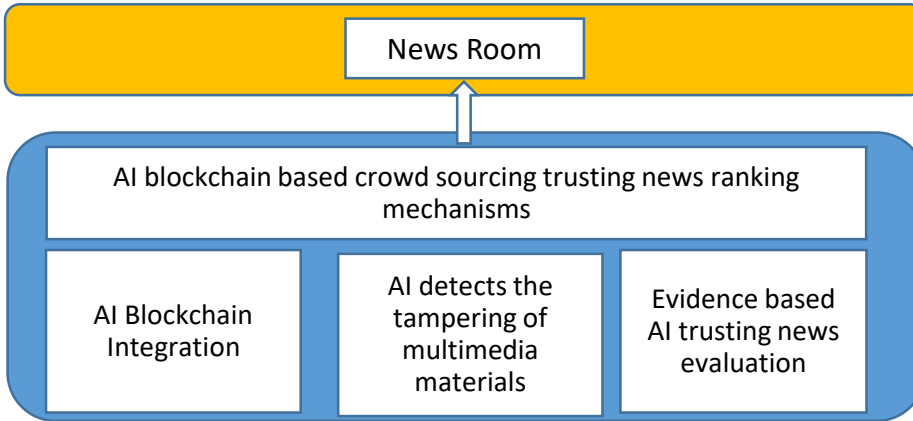 News Room
AI blockchain based crowd sourcing trusting news ranking
mechanisms
AI Blockchain
Integration
AI detects the
tampering of
multimedia
materials
Evidence based
AI trusting news
evaluation